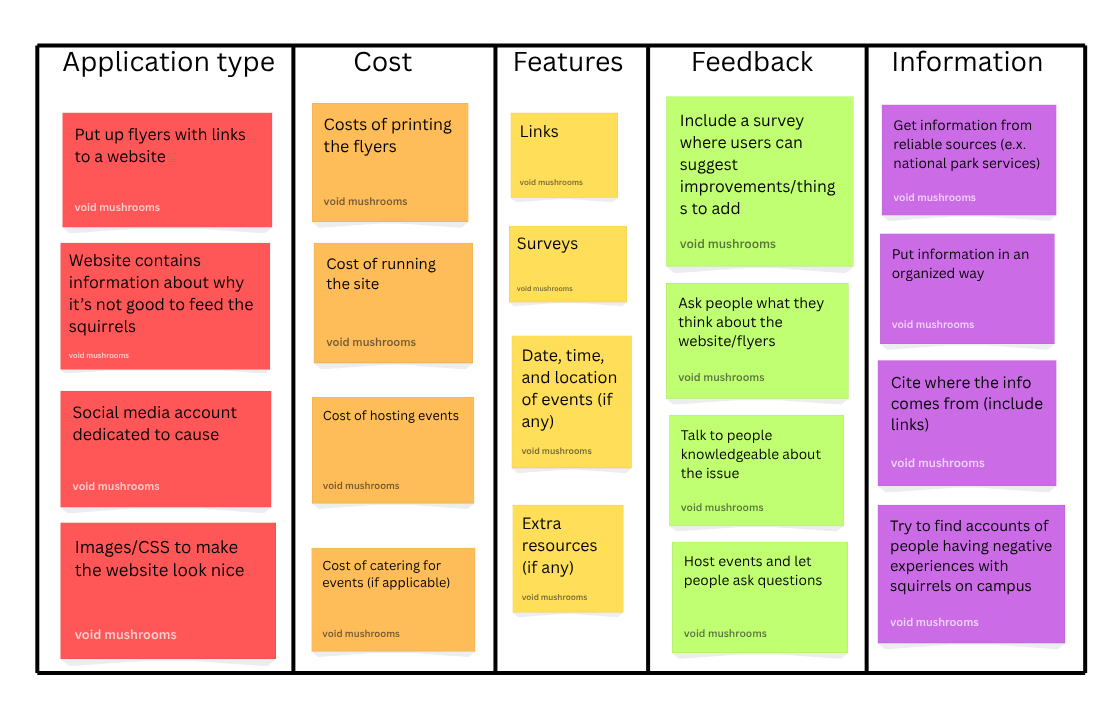 Application type
Put up flyers with links
to a website
void mushrooms
Website contains
information about why
it’s not good to feed the
squirrels
void mushrooms
Social media account
dedicated to cause
void mushrooms
Images/CSS to make
the website look nice
void mushrooms
Cost
Costs of printing
the flyers
void mushrooms
Cost of running
the site
void mushrooms
Cost of hosting events
void mushrooms
Cost of catering for
events (if applicable)
void mushrooms
Features
Links
void mushrooms
Surveys
void mushrooms
Date, time,
and location
of events (if
any)
void mushrooms
Extra
resources
(if any)
void mushrooms
Feedback
Include a survey
where users can
suggest
improvements/thing
s to add
void mushrooms
Ask people what they
think about the
website/flyers
void mushrooms
Talk to people
knowledgeable about
the issue
void mushrooms
Host events and let
people ask questions
void mushrooms
Information
Get information from
reliable sources (e.x.
national park services)
void mushrooms
Put information in an
organized way
void mushrooms
Cite where the info
comes from (include
links)
void mushrooms
Try to find accounts of
people having negative
experiences with
squirrels on campus
void mushrooms